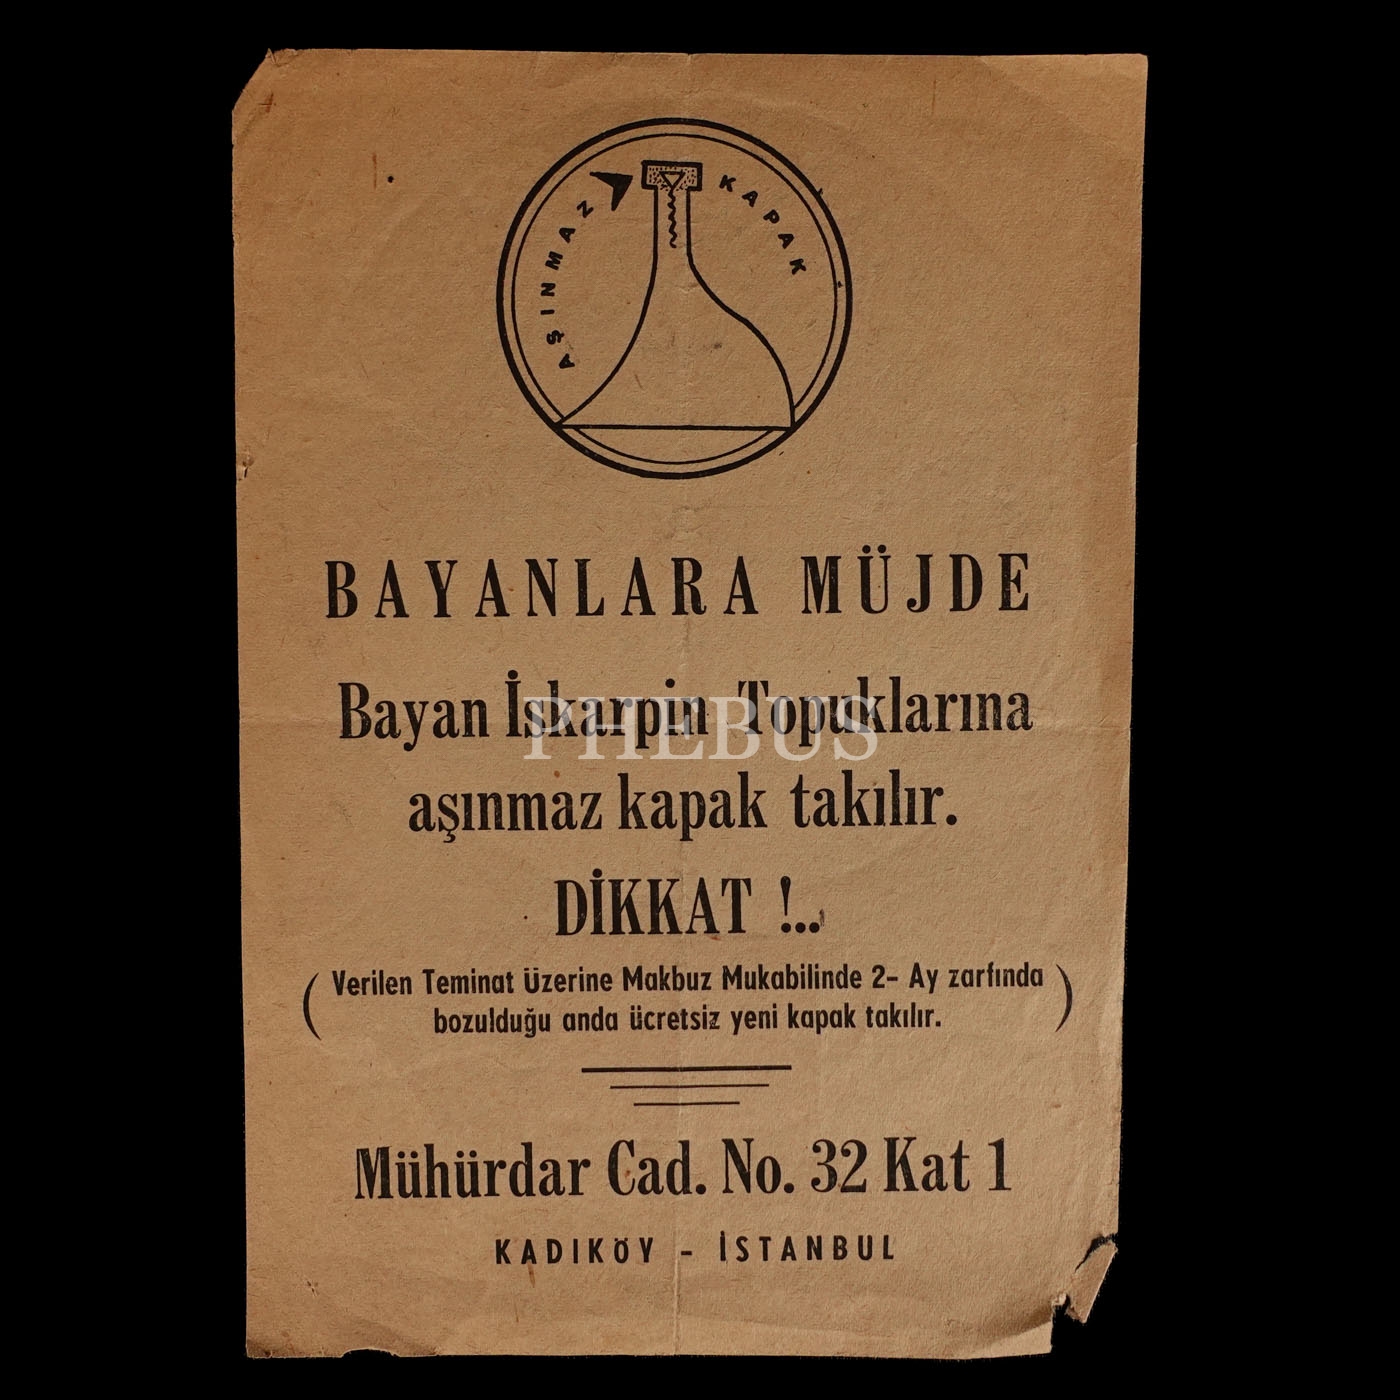 AŞINMAZ KAPAK
BAYANLARA MÜJDE
Bayan İskarpin Topuklarına
PHEBUS
aşınmaz kapak takılır.
DİKKAT !..
( Verilen Teminat Üzerine Makbuz Mukabilinde 2- Ay zarfında
bozulduğu anda ücretsiz yeni kapak takılır. )
Mühürdar Cad. No. 32 Kat 1
KADIKÖY - İSTANBUL